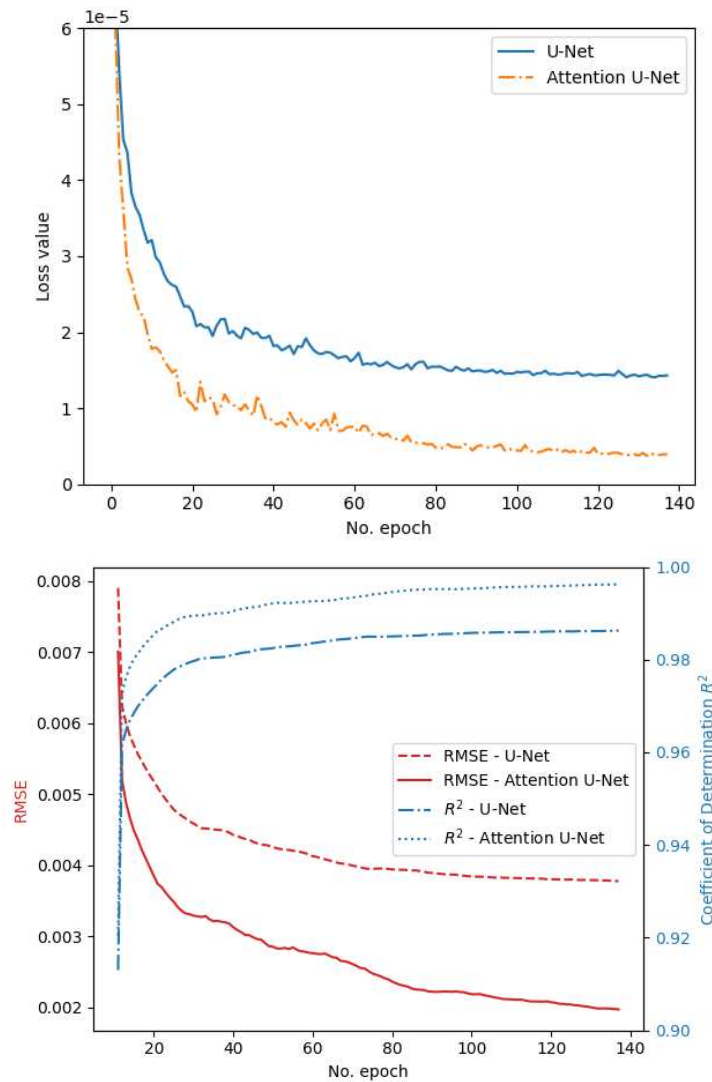 1e−5
6
5
4
3
2
1
0
Loss value
U-Net
Attention U-Net
0 20 40 60 80 100 120 140
No. epoch
0.008
0.007
0.006
0.005
0.004
0.003
0.002
RMSE
RMSE - U-Net
RMSE - Attention U-Net
R² - U-Net
R² - Attention U-Net
1.00
0.98
0.96
0.94
0.92
0.90
Coefficient of Determination R²
20 40 60 80 100 120 140
No. epoch